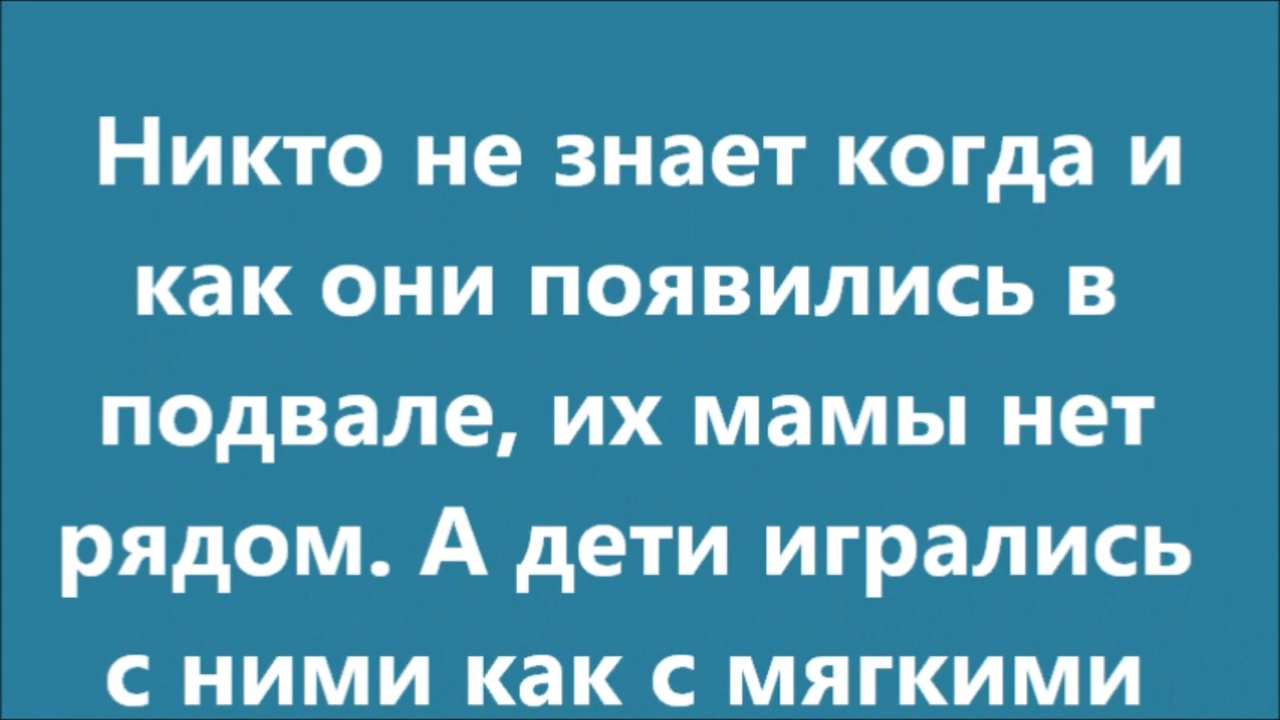 Никто не знает когда и
как они появились в
подвале, их мамы нет
рядом. А дети игрались
с ними как с мягкими